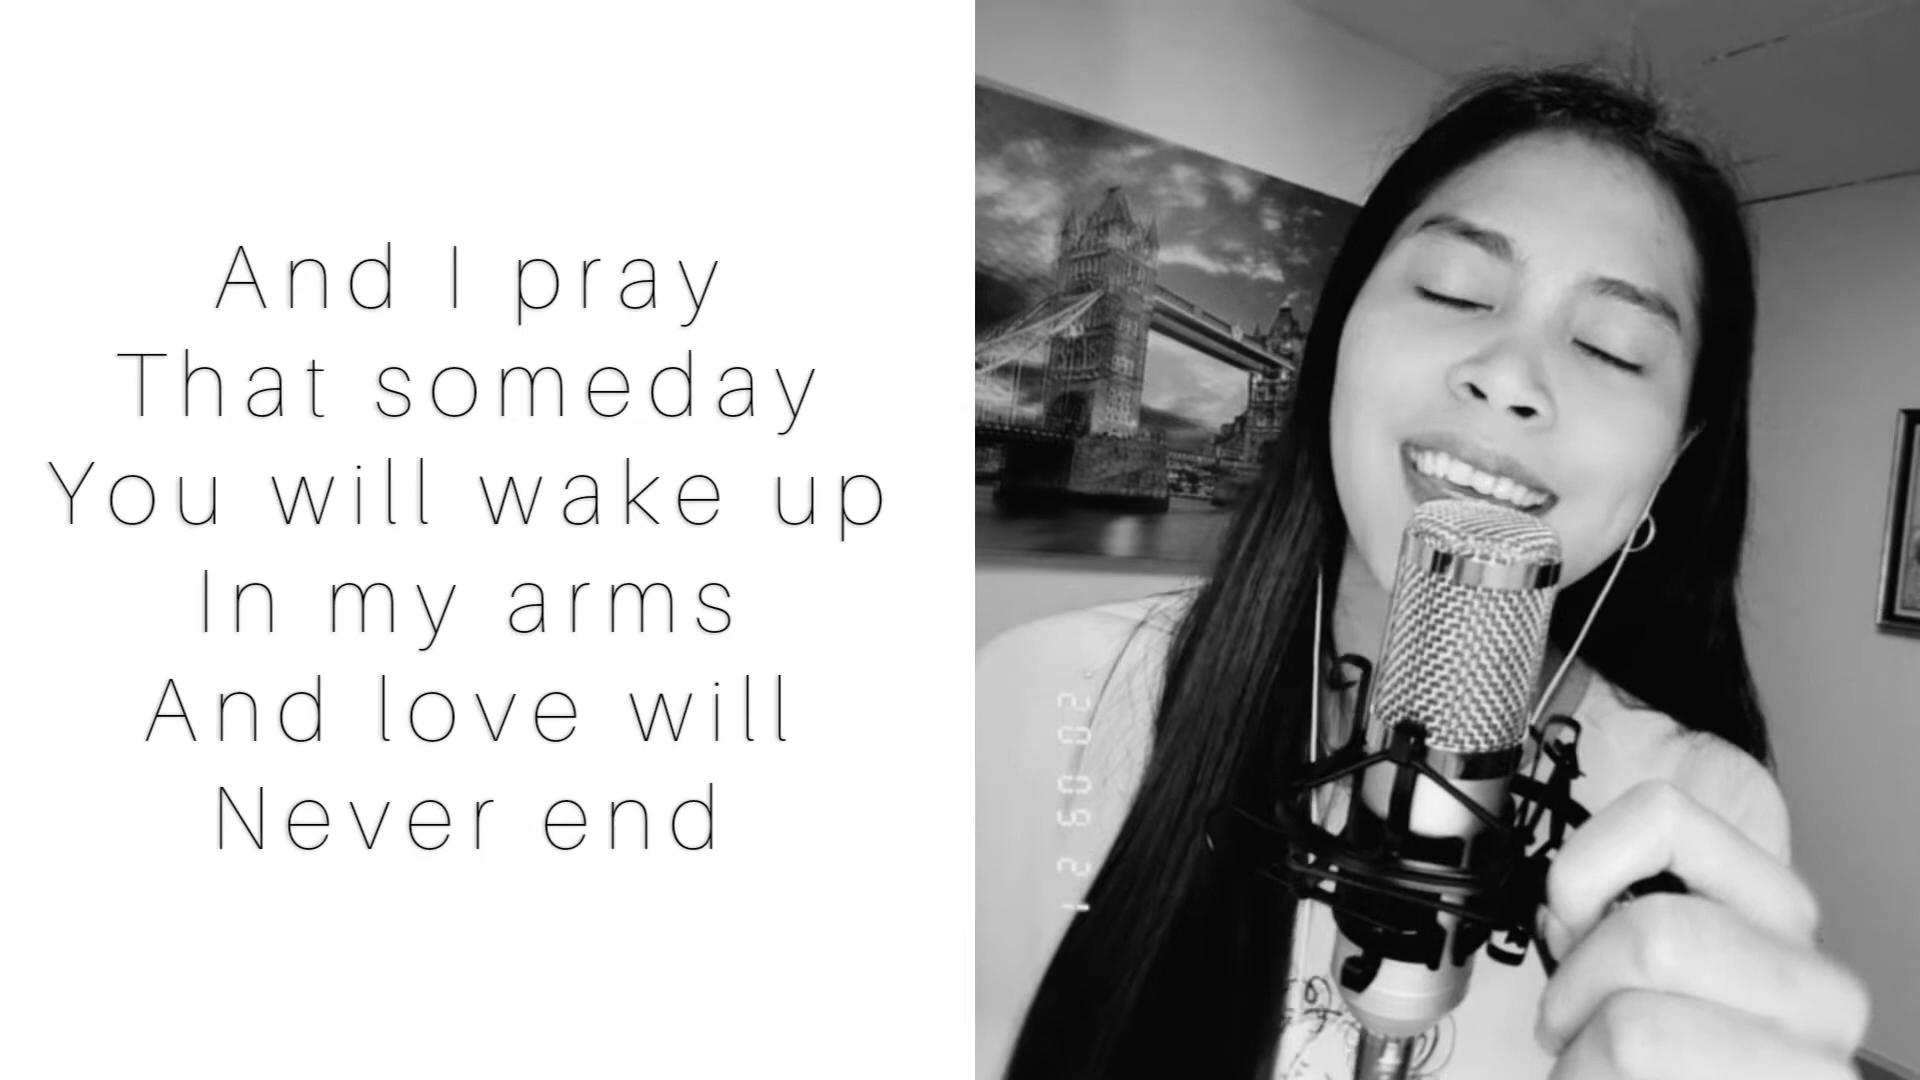 And I pray
That someday
You will wake up
In my arms
And love will
Never end